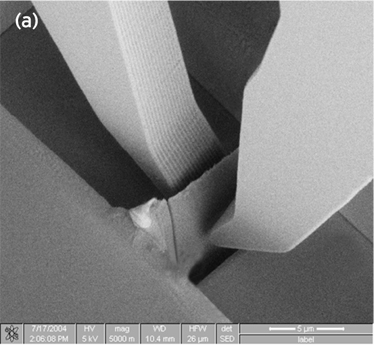 (a)
7/17/2004 HV mag WD HFW det 5 µm
2:06:08 PM 5 kV 5000 m 10.4 mm 26 µm SED label